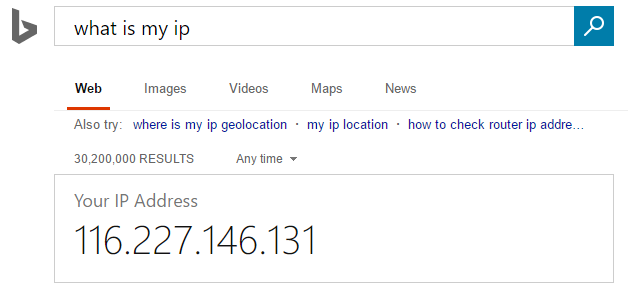 what is my ip
Web Images Videos Maps News
Also try: where is my ip geolocation · my ip location · how to check router ip addre...
30,200,000 RESULTS Any time
Your IP Address
116.227.146.131